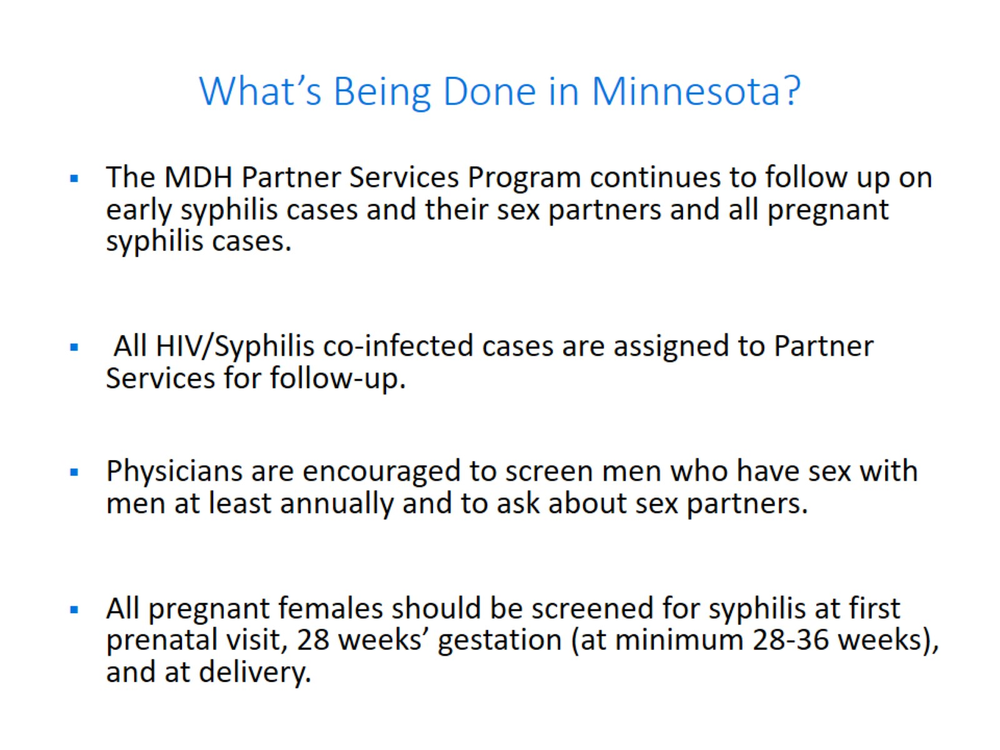 What’s Being Done in Minnesota?
▪ The MDH Partner Services Program continues to follow up on
early syphilis cases and their sex partners and all pregnant
syphilis cases.
▪ All HIV/Syphilis co-infected cases are assigned to Partner
Services for follow-up.
▪ Physicians are encouraged to screen men who have sex with
men at least annually and to ask about sex partners.
▪ All pregnant females should be screened for syphilis at first
prenatal visit, 28 weeks’ gestation (at minimum 28-36 weeks),
and at delivery.